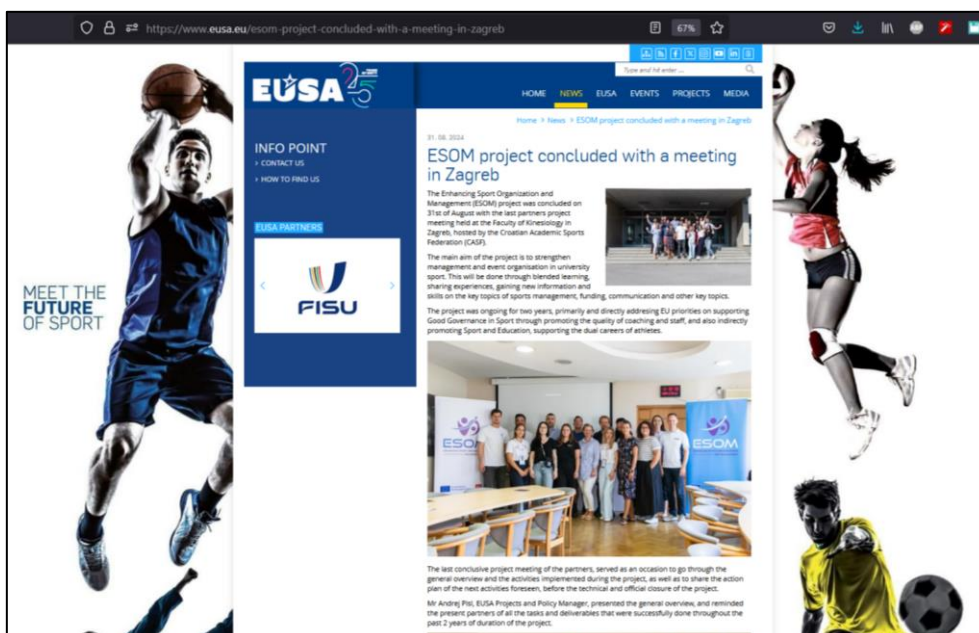 https://www.eusa.eu/esom-project-concluded-with-a-meeting-in-zagreb
67%
EUSA 25
Type and hit enter ...
HOME NEWS EUSA EVENTS PROJECTS MEDIA
Home > News > ESOM project concluded with a meeting in Zagreb
INFO POINT
> CONTACT US
> HOW TO FIND US
EUSA PARTNERS
FISU
MEET THE
FUTURE
OF SPORT
31. 08. 2024
ESOM project concluded with a meeting
in Zagreb
The Enhancing Sport Organization and
Management (ESOM) project was concluded on
31st of August with the last partners project
meeting held at the Faculty of Kinesiology in
Zagreb, hosted by the Croatian Academic Sports
Federation (CASF).
The main aim of the project is to strengthen
management and event organisation in university
sport. This will be done through blended learning,
sharing experiences, gaining new information and
skills on the key topics of sports management, funding, communication and other key topics.
The project was ongoing for two years, primarily and directly addresing EU priorities on supporting
Good Governance in Sport through promoting the quality of coaching and staff, and also indirectly
promoting Sport and Education, supporting the dual careers of athletes.
ESOM
ESOM
The last conclusive project meeting of the partners, served as an occasion to go through the
general overview and the activities implemented during the project, as well as to share the action
plan of the next activities foreseen, before the technical and official closure of the project.
Mr Andrej Pišl, EUSA Projects and Policy Manager, presented the general overview, and reminded
the present partners of all the tasks and deliverables that were successfully done throughout the
past 2 years of duration of the project.